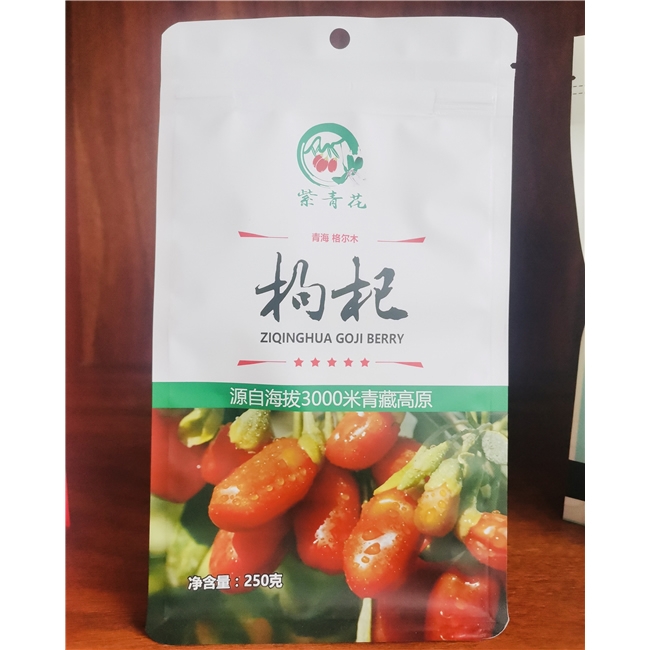 紫青花
青海 格尔木
枸杞
ZIQINGHUA GOJI BERRY
源自海拔3000米青藏高原
净含量：250克